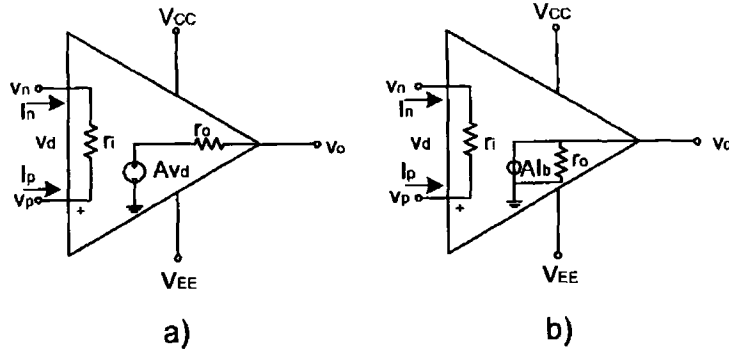 VCC
vn
In
vd
ri
ro
Avd
Ip
vp
+
vo
VEE
a)
VCC
vn
In
vd
ri
AIb
ro
Ip
vp
+
vo
VEE
b)